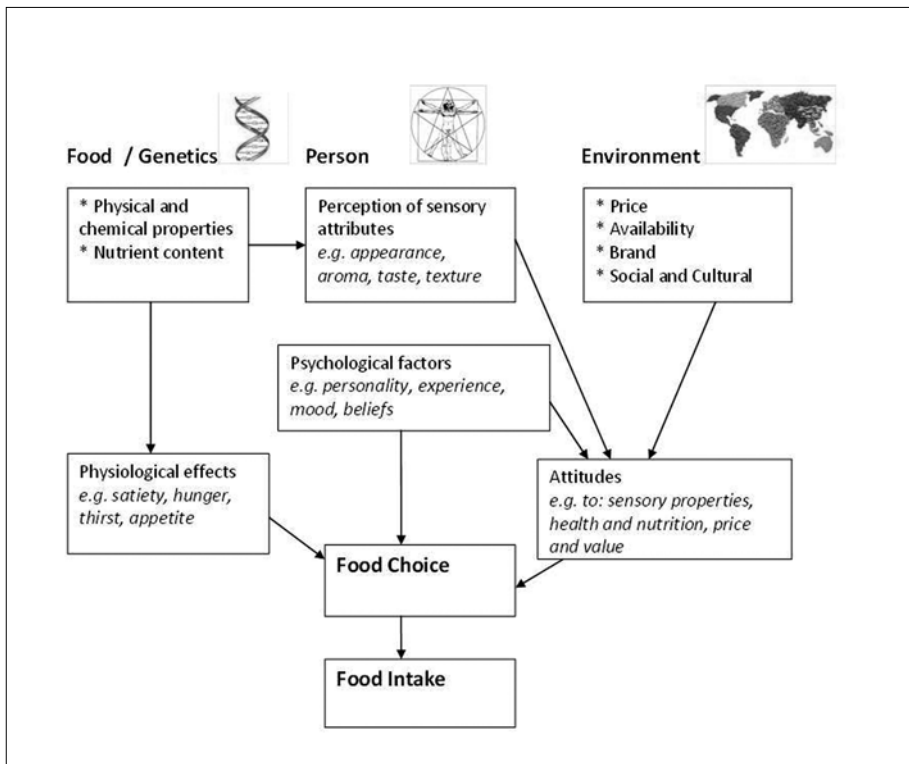 Food / Genetics
Person
Environment
* Physical and
chemical properties
* Nutrient content
Perception of sensory
attributes
e.g. appearance,
aroma, taste, texture
* Price
* Availability
* Brand
* Social and Cultural
Psychological factors
e.g. personality, experience,
mood, beliefs
Physiological effects
e.g. satiety, hunger,
thirst, appetite
Attitudes
e.g. to: sensory properties,
health and nutrition, price
and value
Food Choice
Food Intake